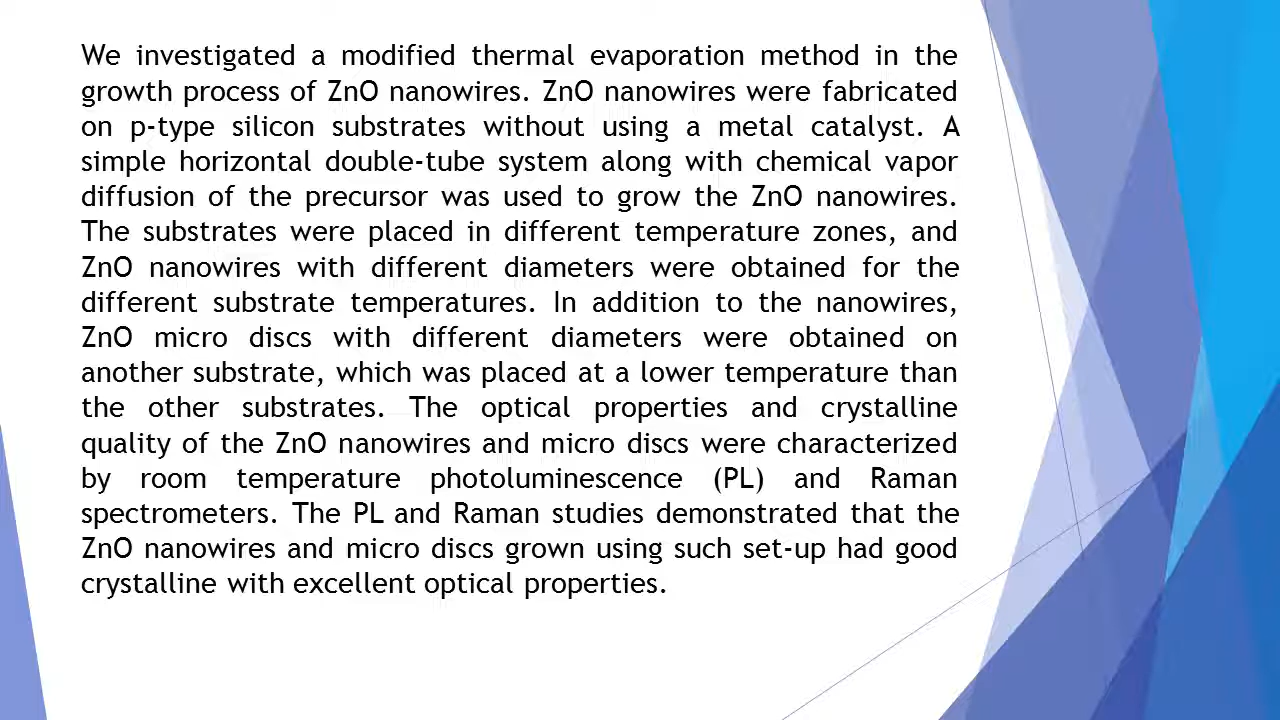 We investigated a modified thermal evaporation method in the
growth process of ZnO nanowires. ZnO nanowires were fabricated
on p-type silicon substrates without using a metal catalyst. A
simple horizontal double-tube system along with chemical vapor
diffusion of the precursor was used to grow the ZnO nanowires.
The substrates were placed in different temperature zones, and
ZnO nanowires with different diameters were obtained for the
different substrate temperatures. In addition to the nanowires,
ZnO micro discs with different diameters were obtained on
another substrate, which was placed at a lower temperature than
the other substrates. The optical properties and crystalline
quality of the ZnO nanowires and micro discs were characterized
by room temperature photoluminescence (PL) and Raman
spectrometers. The PL and Raman studies demonstrated that the
ZnO nanowires and micro discs grown using such set-up had good
crystalline with excellent optical properties.